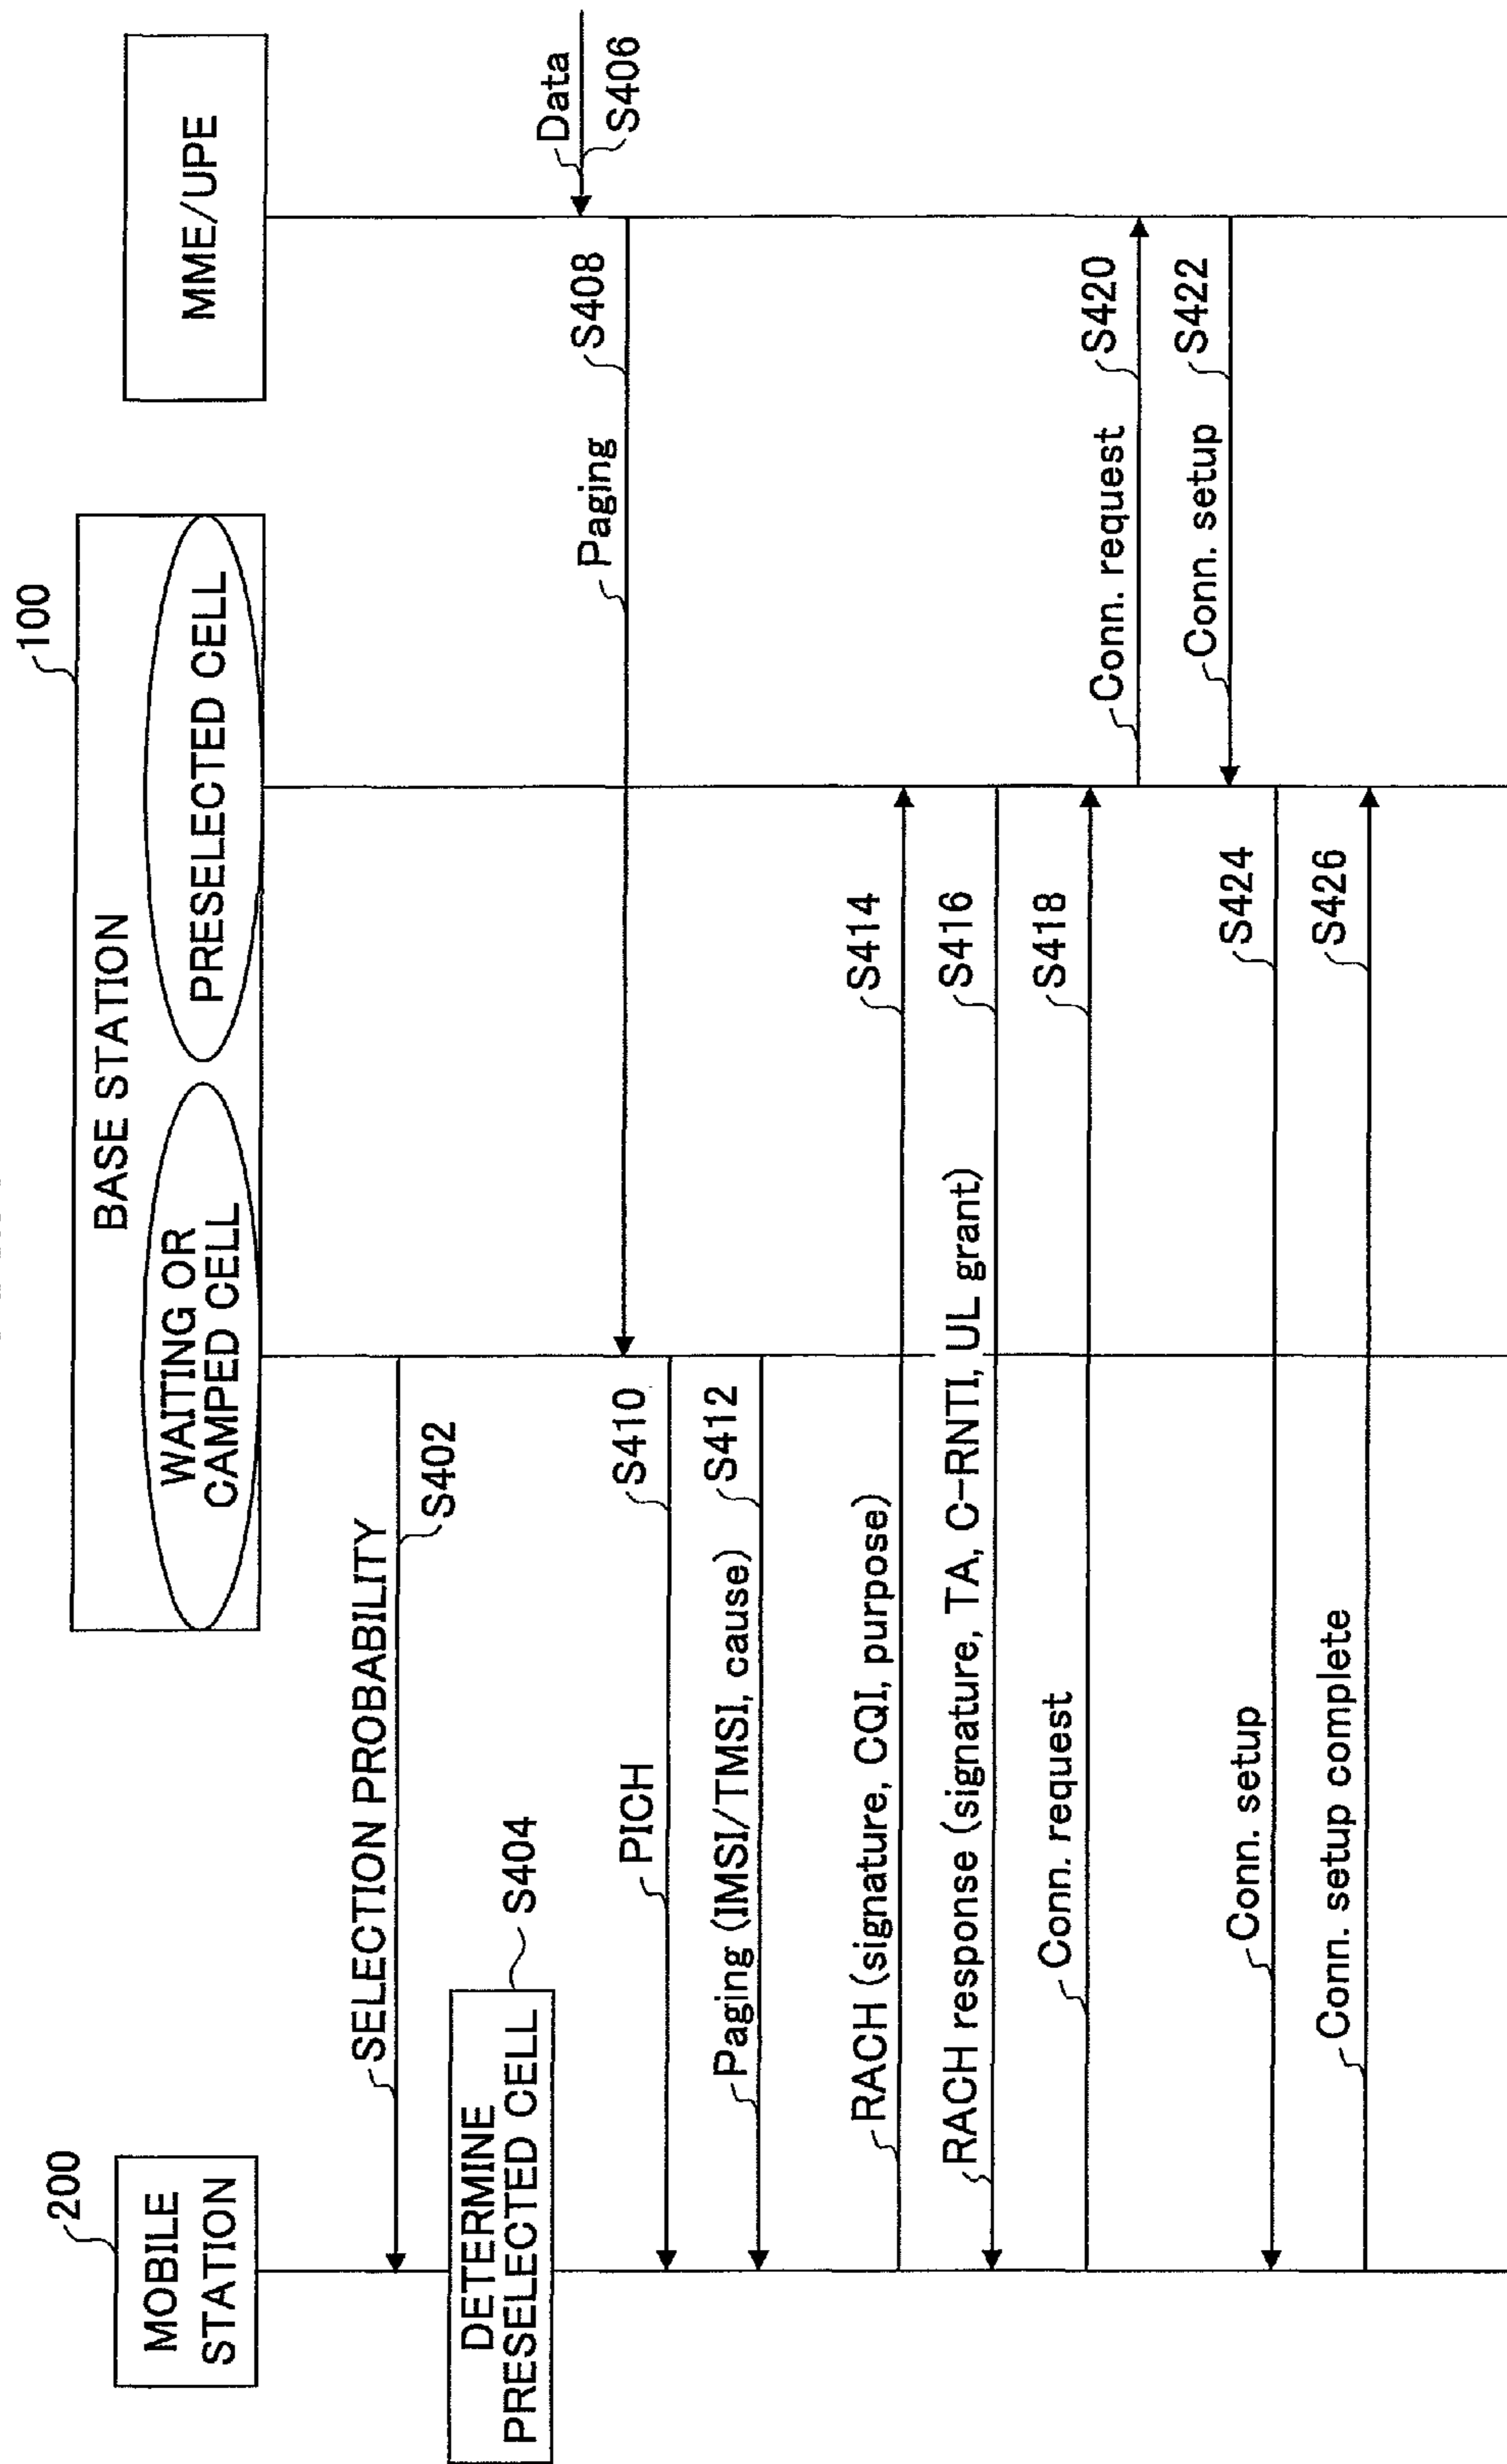 200
MOBILE
STATION
100
BASE STATION
WAITING OR
CAMPED CELL
PRESELECTED CELL
MME/UPE
SELECTION PROBABILITY
S402
DETERMINE
PRESELECTED CELL
S404
Data
S406
Paging
S408
PICH
S410
Paging (IMSI/TMSI, cause)
S412
RACH (signature, CQI, purpose)
S414
RACH response (signature, TA, C-RNTI, UL grant)
S416
Conn. request
S418
Conn. request
S420
Conn. setup
S422
Conn. setup
S424
Conn. setup complete
S426